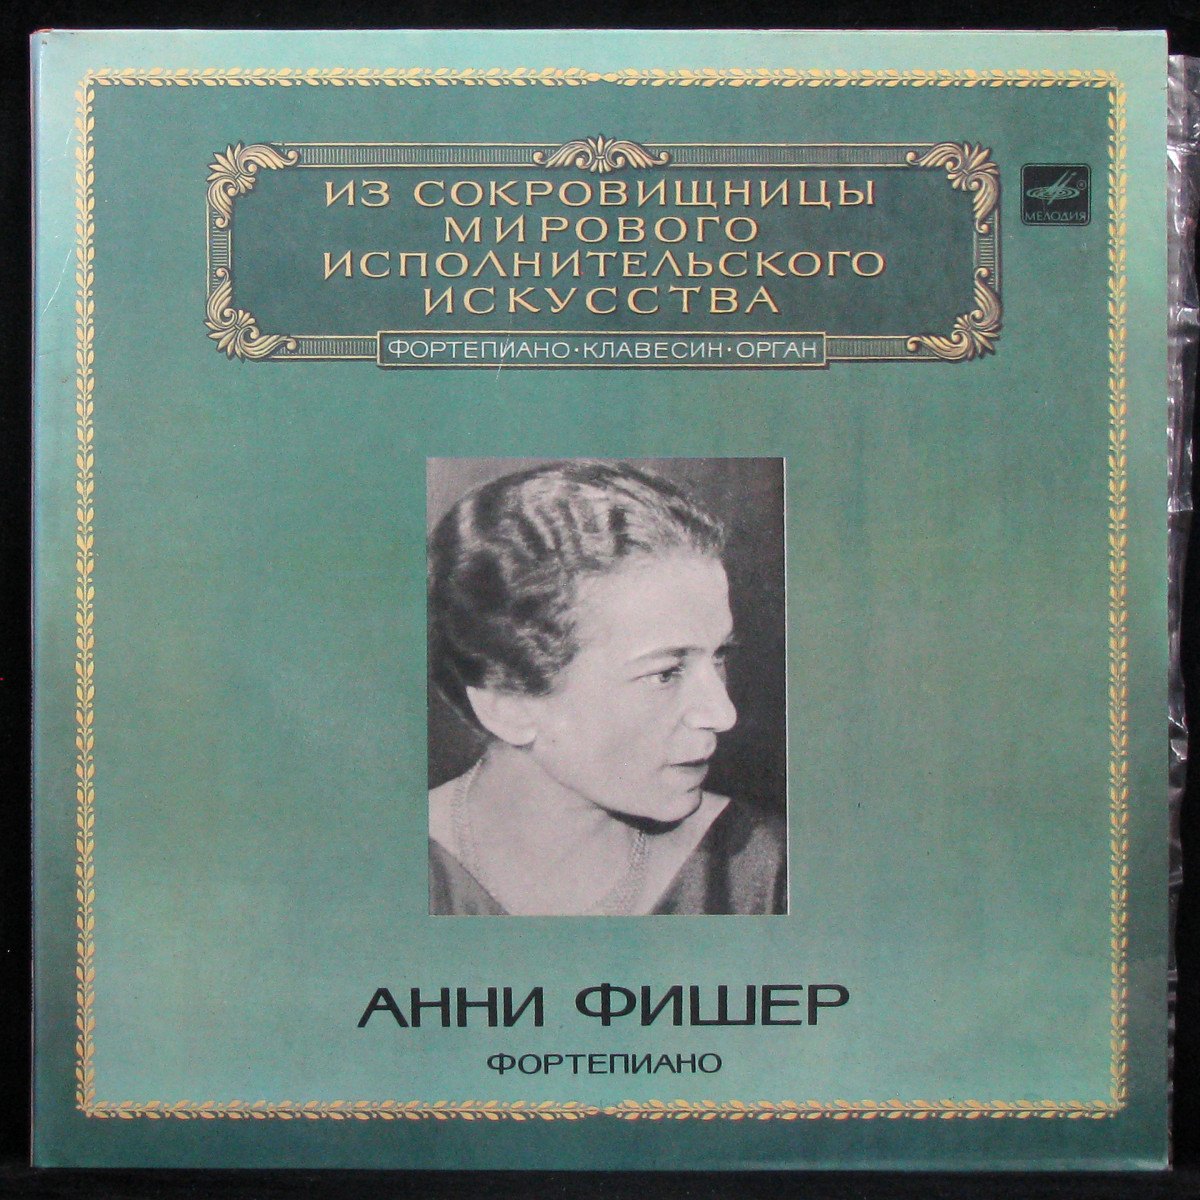 ИЗ СОКРОВИЩНИЦЫ
МИРОВОГО
ИСПОЛНИТЕЛЬСКОГО
ИСКУССТВА
ФОРТЕПИАНО·КЛАВЕСИН·ОРГАН
®
МЕЛОДИЯ
АННИ ФИШЕР
ФОРТЕПИАНО